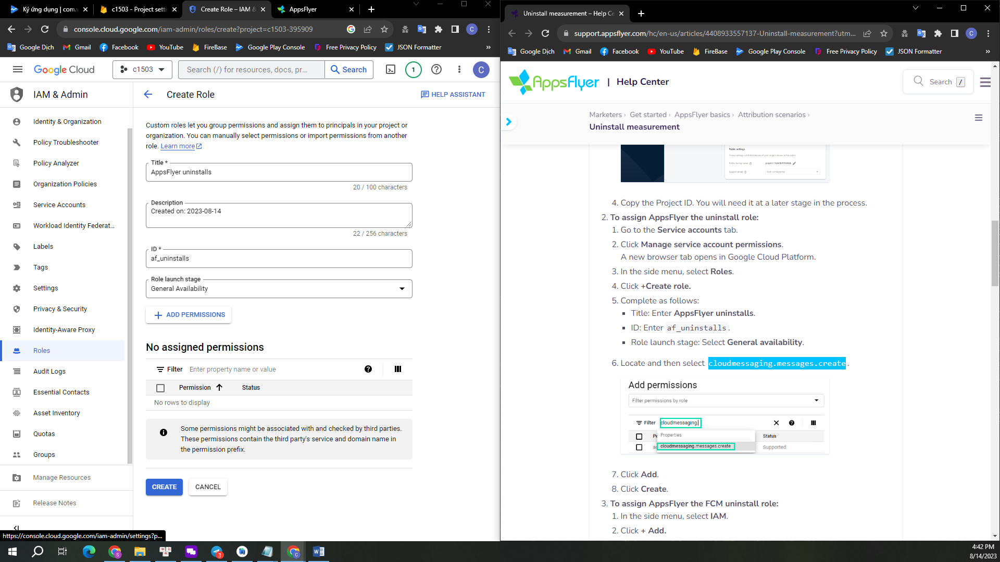 Ký ứng dụng | com.v
c1503 - Project setti
Create Role – IAM &
AppsFlyer
console.cloud.google.com/iam-admin/roles/create?project=c1503-395909
C
Google Dịch
Gmail
Facebook
YouTube
FireBase
Google Play Console
Free Privacy Policy
JSON Formatter
»
Google Cloud
c1503
Search (/) for resources, docs, pr…
Search
1
C
IAM & Admin
Identity & Organization
Policy Troubleshooter
Policy Analyzer
Organization Policies
Service Accounts
Workload Identity Federat…
Labels
Tags
Settings
Privacy & Security
Identity-Aware Proxy
Roles
Audit Logs
Essential Contacts
Asset Inventory
Quotas
Groups
Manage Resources
Release Notes
https://console.cloud.google.com/iam-admin/settings?p...
Create Role
HELP ASSISTANT
Custom roles let you group permissions and assign them to principals in your project or
organization. You can manually select permissions or import permissions from another
role. Learn more
Title *
AppsFlyer uninstalls
20 / 100 characters
Description
Created on: 2023-08-14
22 / 256 characters
ID *
af_uninstalls
Role launch stage
General Availability
ADD PERMISSIONS
No assigned permissions
Filter Enter property name or value
Permission Status
No rows to display
Some permissions might be associated with and checked by third parties.
These permissions contain the third party's service and domain name in
the permission prefix.
CREATE
CANCEL
Uninstall measurement – Help Ce
support.appsflyer.com/hc/en-us/articles/4408933557137-Uninstall-measurement?utm...
C
Google Dịch
Gmail
Facebook
YouTube
FireBase
Google Play Console
Free Privacy Policy
JSON Formatter
»
AppsFlyer | Help Center
Search /
Marketers › Get started › AppsFlyer basics › Attribution scenarios ›
Uninstall measurement
Public settings
Public-facing name
Support email
Not configured
4. Copy the Project ID. You will need it at a later stage in the process.
2. To assign AppsFlyer the uninstall role:
1. Go to the Service accounts tab.
2. Click Manage service account permissions.
A new browser tab opens in Google Cloud Platform.
3. In the side menu, select Roles.
4. Click +Create role.
5. Complete as follows:
▪ Title: Enter AppsFlyer uninstalls.
▪ ID: Enter af_uninstalls.
▪ Role launch stage: Select General availability.
6. Locate and then select cloudmessaging.messages.create.
Add permissions
Filter permissions by role
Filter cloudmessaging.
Properties
Status
cloudmessaging.messages.create
Supported
7. Click Add.
8. Click Create.
3. To assign AppsFlyer the FCM uninstall role:
1. In the side menu, select IAM.
2. Click + Add.
4:42 PM
8/14/2023